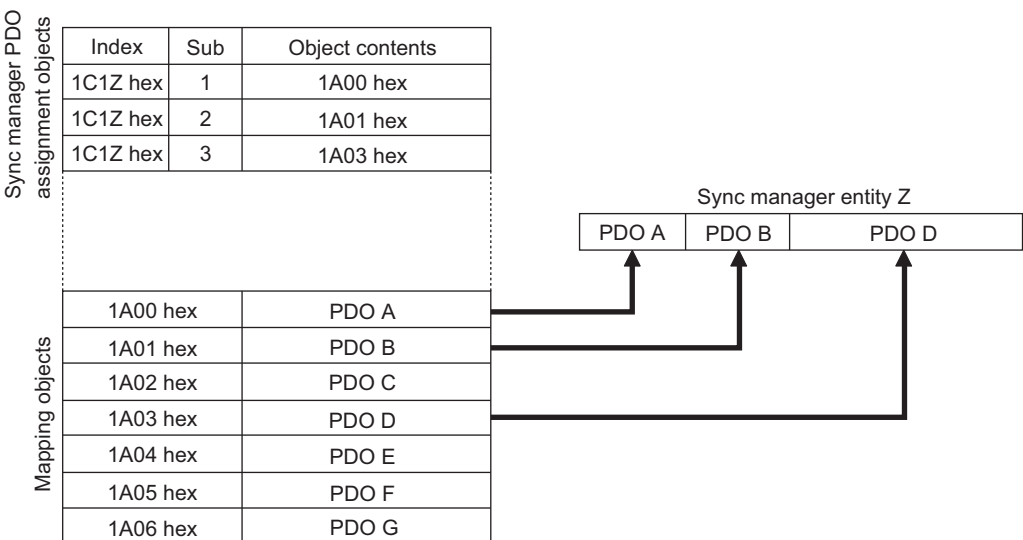 Sync manager PDO
assignment objects
Index Sub Object contents
1C1Z hex 1 1A00 hex
1C1Z hex 2 1A01 hex
1C1Z hex 3 1A03 hex
Sync manager entity Z
PDO A PDO B PDO D
Mapping objects
1A00 hex PDO A
1A01 hex PDO B
1A02 hex PDO C
1A03 hex PDO D
1A04 hex PDO E
1A05 hex PDO F
1A06 hex PDO G